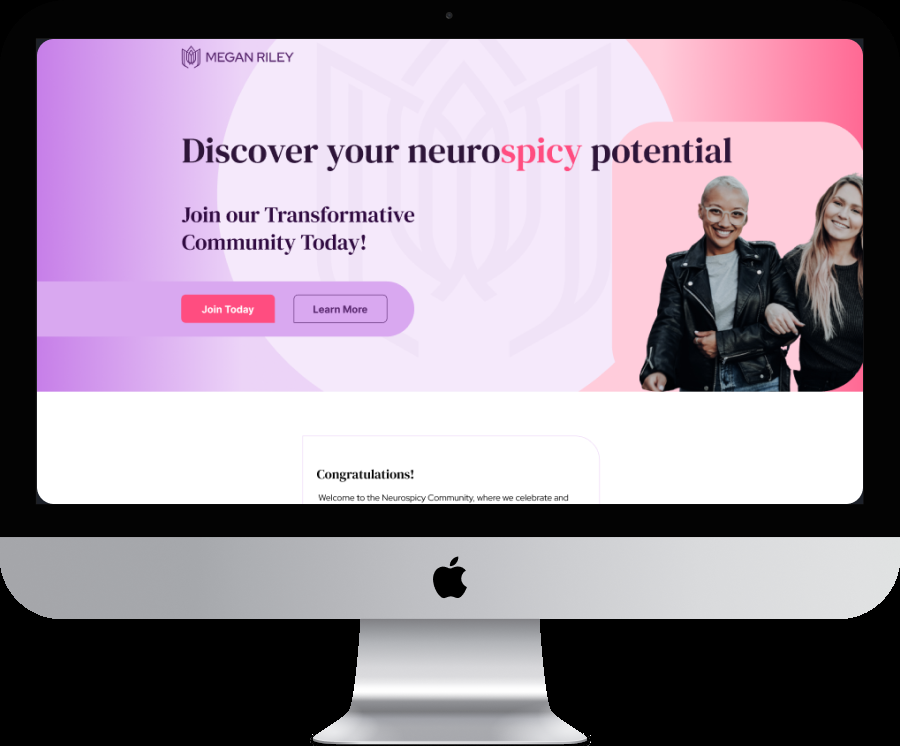 MEGAN RILEY
Discover your neurospicy potential
Join our Transformative
Community Today!
Join Today
Learn More
Congratulations!
Welcome to the Neurospicy Community, where we celebrate and